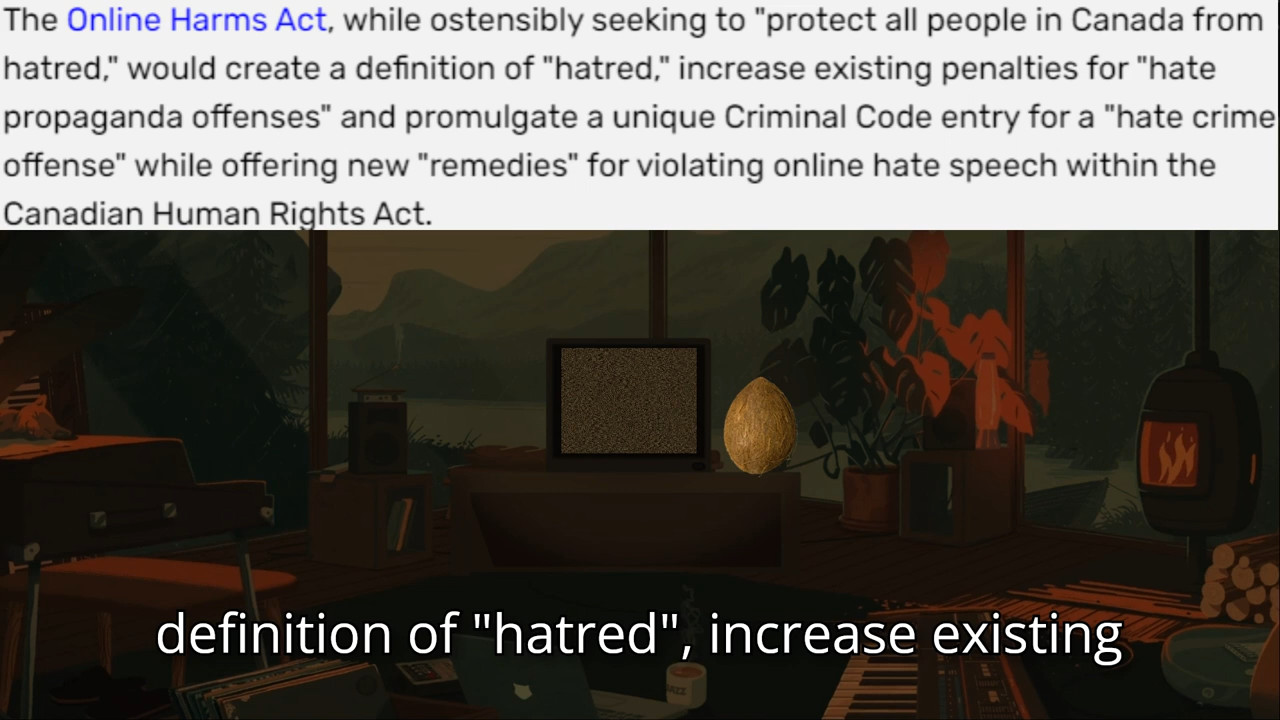 The Online Harms Act, while ostensibly seeking to "protect all people in Canada from
hatred," would create a definition of "hatred," increase existing penalties for "hate
propaganda offenses" and promulgate a unique Criminal Code entry for a "hate crime
offense" while offering new "remedies" for violating online hate speech within the
Canadian Human Rights Act.
definition of "hatred", increase existing